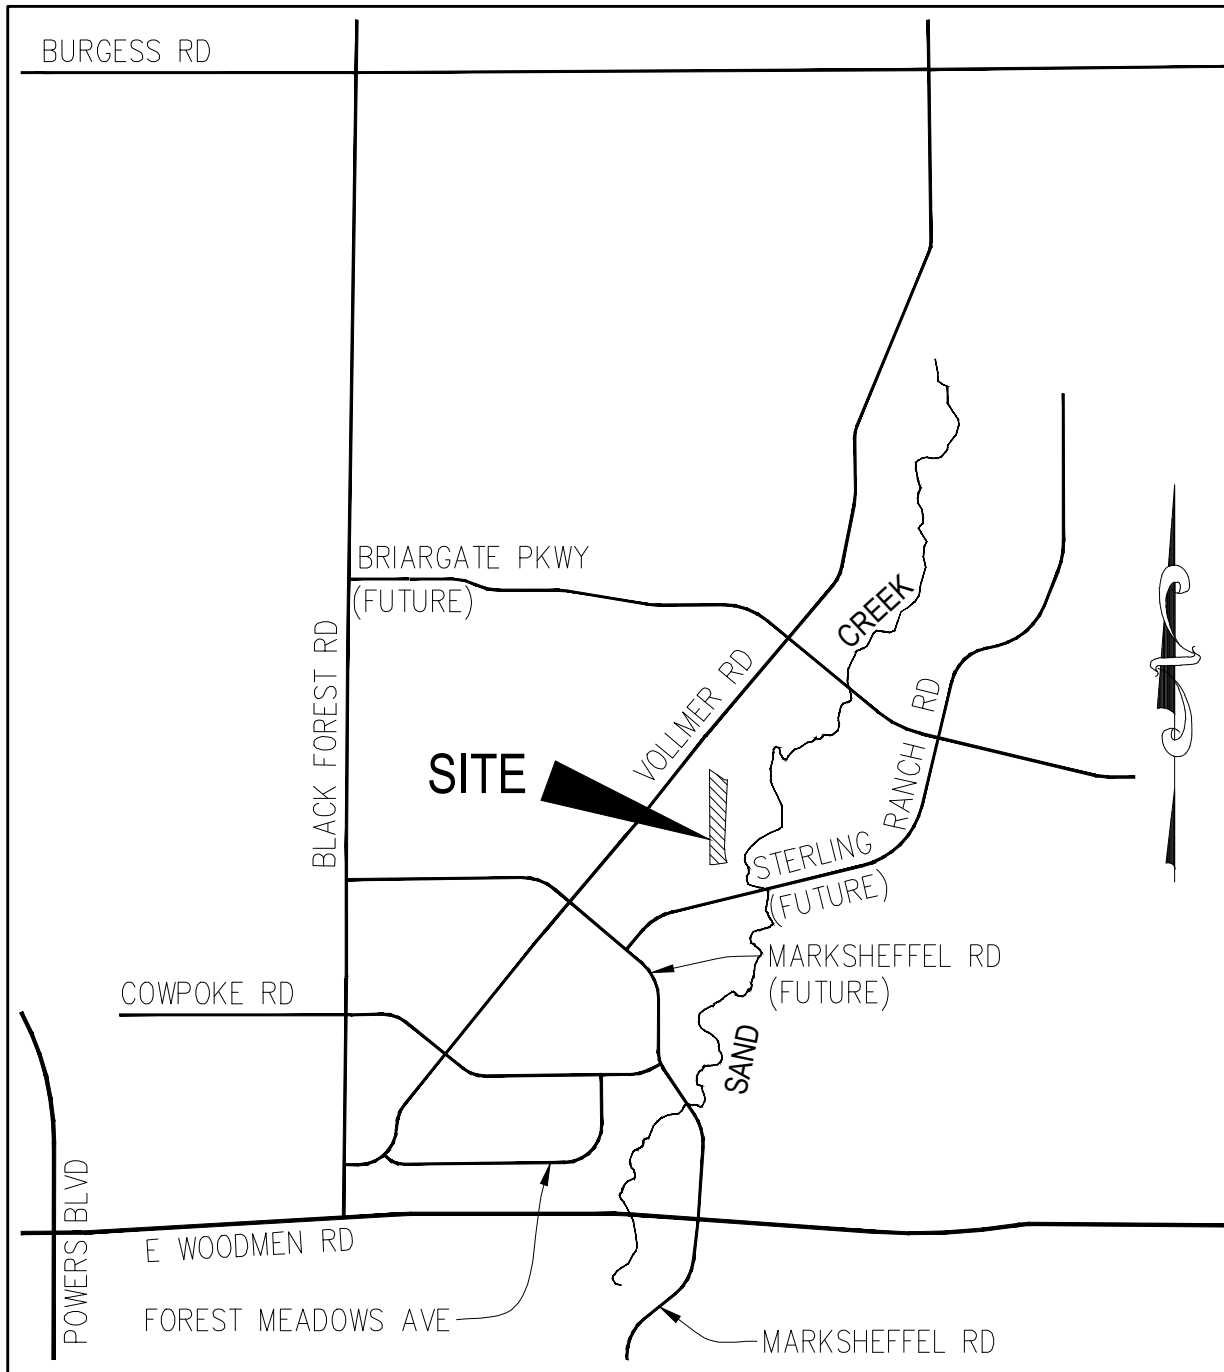 BURGESS RD
BRIARGATE PKWY
(FUTURE)
CREEK
BLACK FOREST RD
VOLLMER RD
SITE
STERLING RANCH RD
(FUTURE)
MARKSHEFFEL RD
(FUTURE)
COWPOKE RD
SAND
POWERS BLVD
E WOODMEN RD
FOREST MEADOWS AVE
MARKSHEFFEL RD